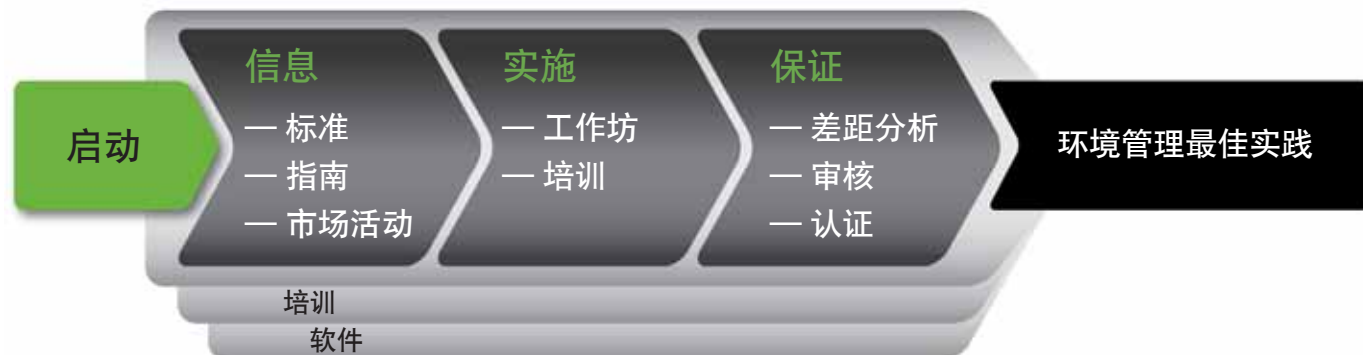 启动
信息
— 标准
— 指南
— 市场活动
实施
— 工作坊
— 培训
保证
— 差距分析
— 审核
— 认证
环境管理最佳实践
培训
软件